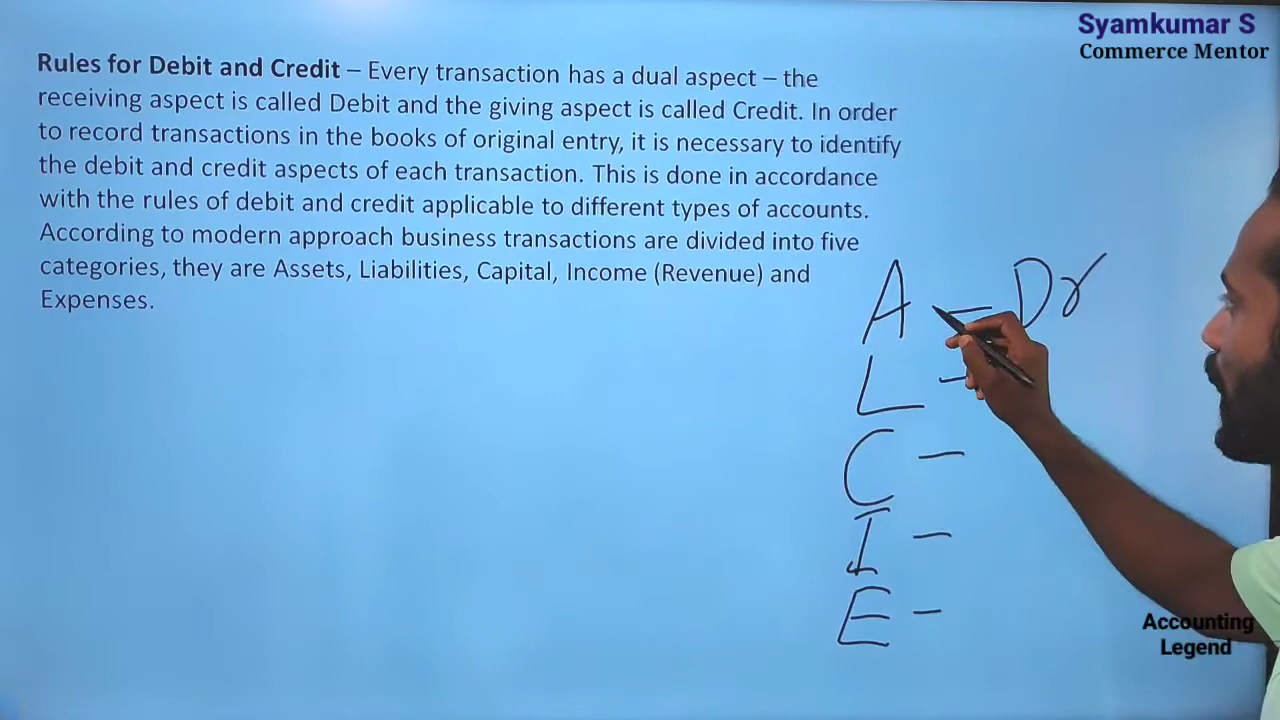 Syamkumar S
Commerce Mentor
Rules for Debit and Credit – Every transaction has a dual aspect – the
receiving aspect is called Debit and the giving aspect is called Credit. In order
to record transactions in the books of original entry, it is necessary to identify
the debit and credit aspects of each transaction. This is done in accordance
with the rules of debit and credit applicable to different types of accounts.
According to modern approach business transactions are divided into five
categories, they are Assets, Liabilities, Capital, Income (Revenue) and
Expenses.
A – Dr
L –
C –
I –
E –
Accounting
Legend